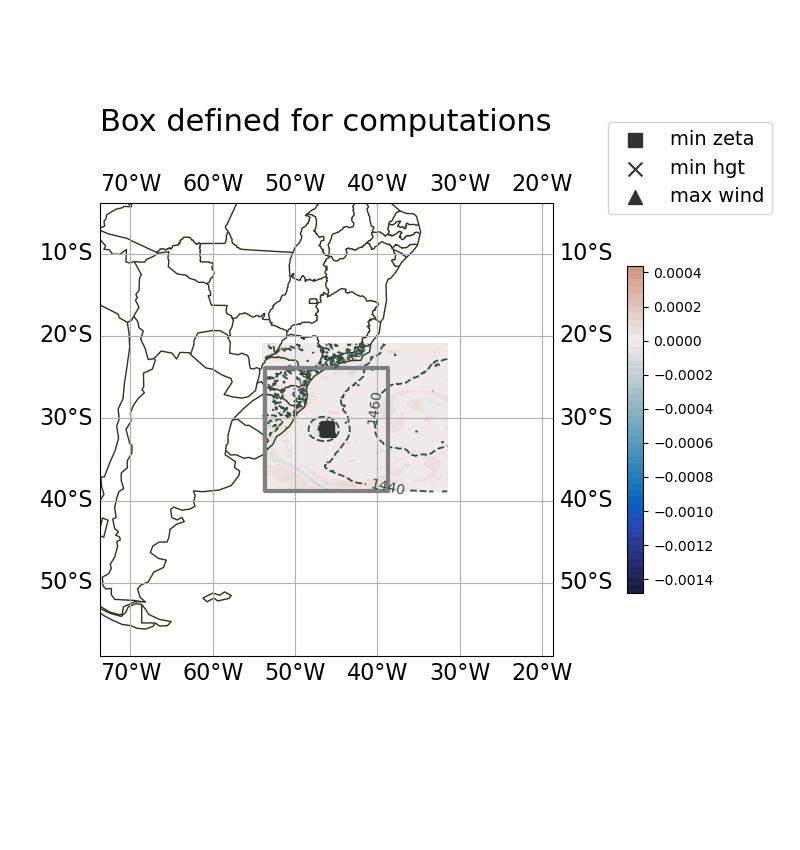 Box defined for computations
min zeta
min hgt
max wind
70°W 60°W 50°W 40°W 30°W 20°W
10°S 10°S
20°S
30°S 30°S
40°S 40°S
50°S 50°S
1460
1440
70°W 60°W 50°W 40°W 30°W 20°W
0.0004
0.0002
0.0000
−0.0002
−0.0004
−0.0006
−0.0008
−0.0010
−0.0012
−0.0014